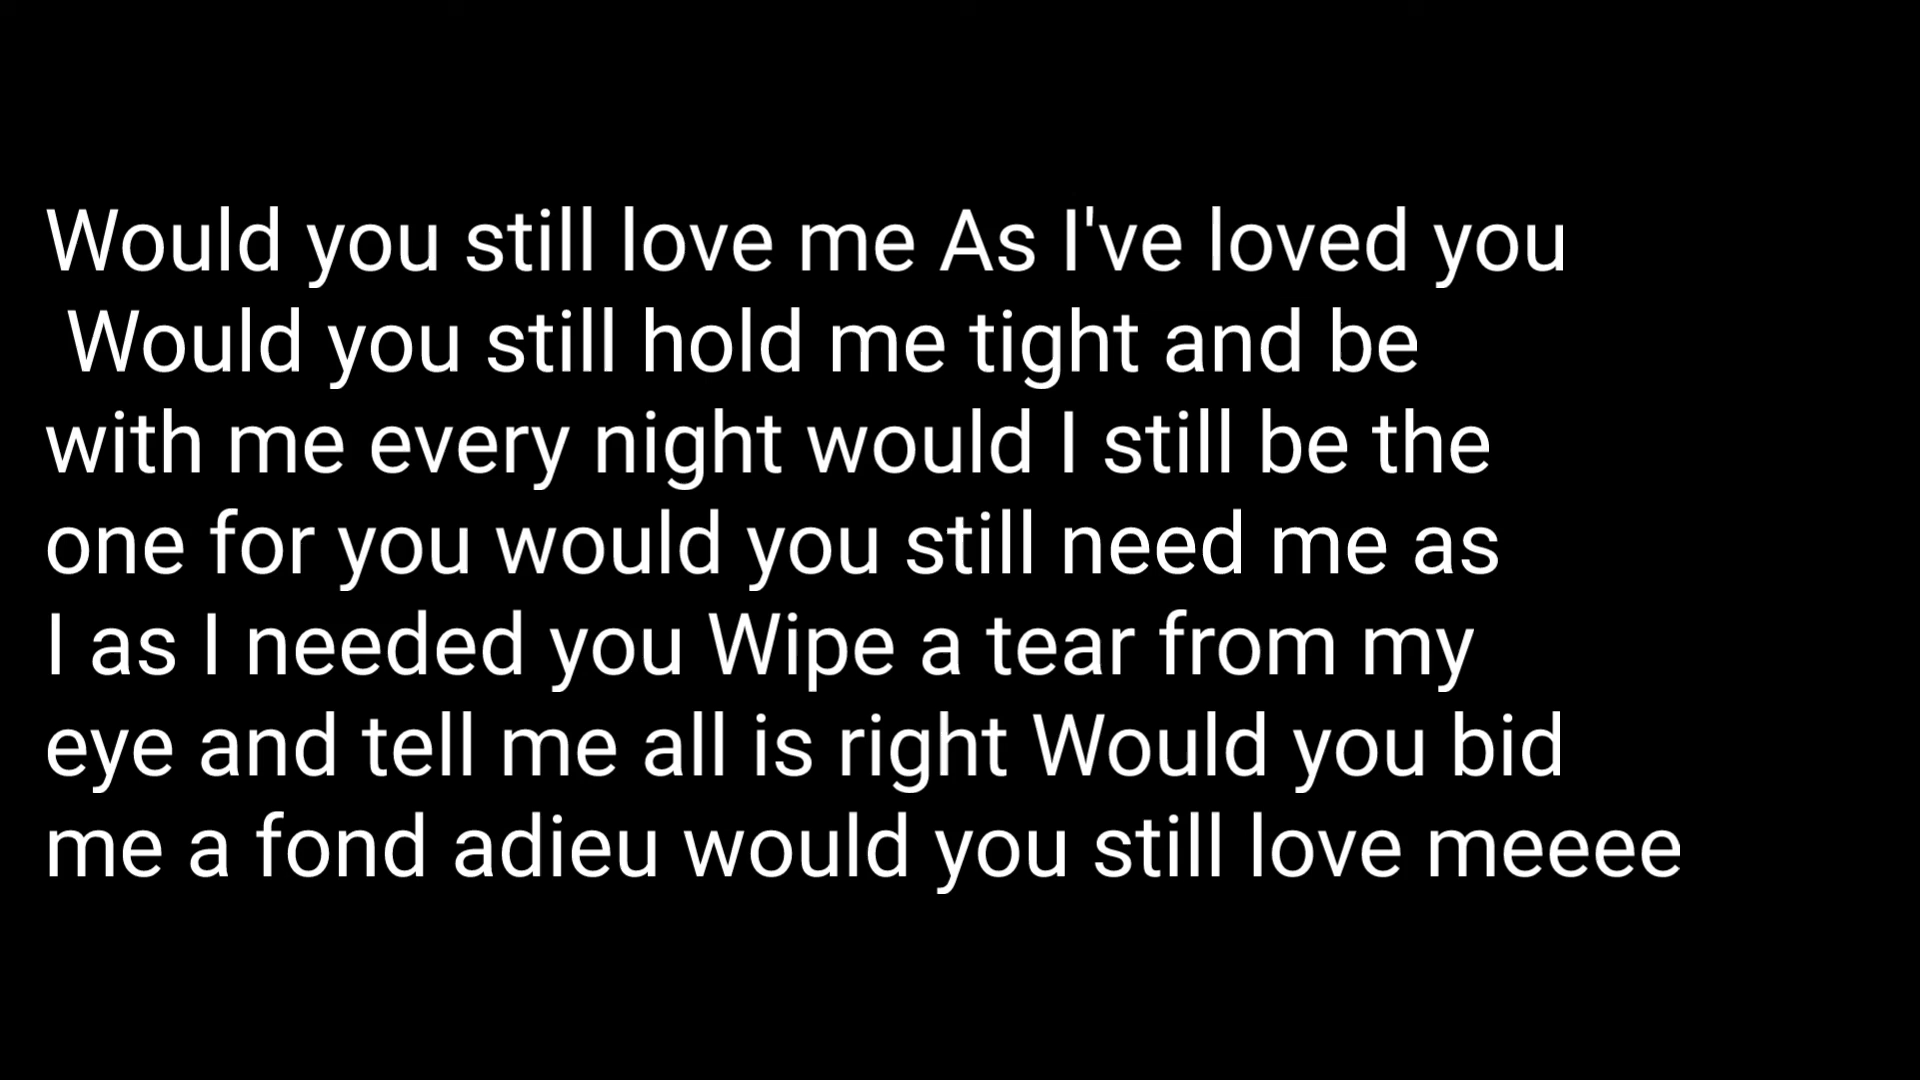 Would you still love me As I've loved you
Would you still hold me tight and be
with me every night would I still be the
one for you would you still need me as
I as I needed you Wipe a tear from my
eye and tell me all is right Would you bid
me a fond adieu would you still love meeee